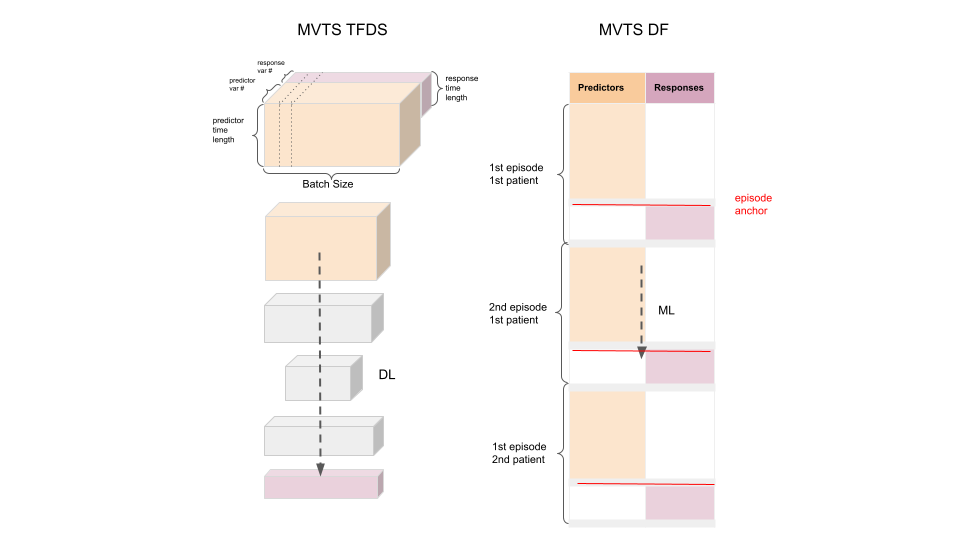 MVTS TFDS
MVTS DF
response
var #
predictor
var #
response
time
length
predictor
time
length
Batch Size
DL
Predictors
Responses
1st episode
1st patient
episode
anchor
2nd episode
1st patient
ML
1st episode
2nd patient